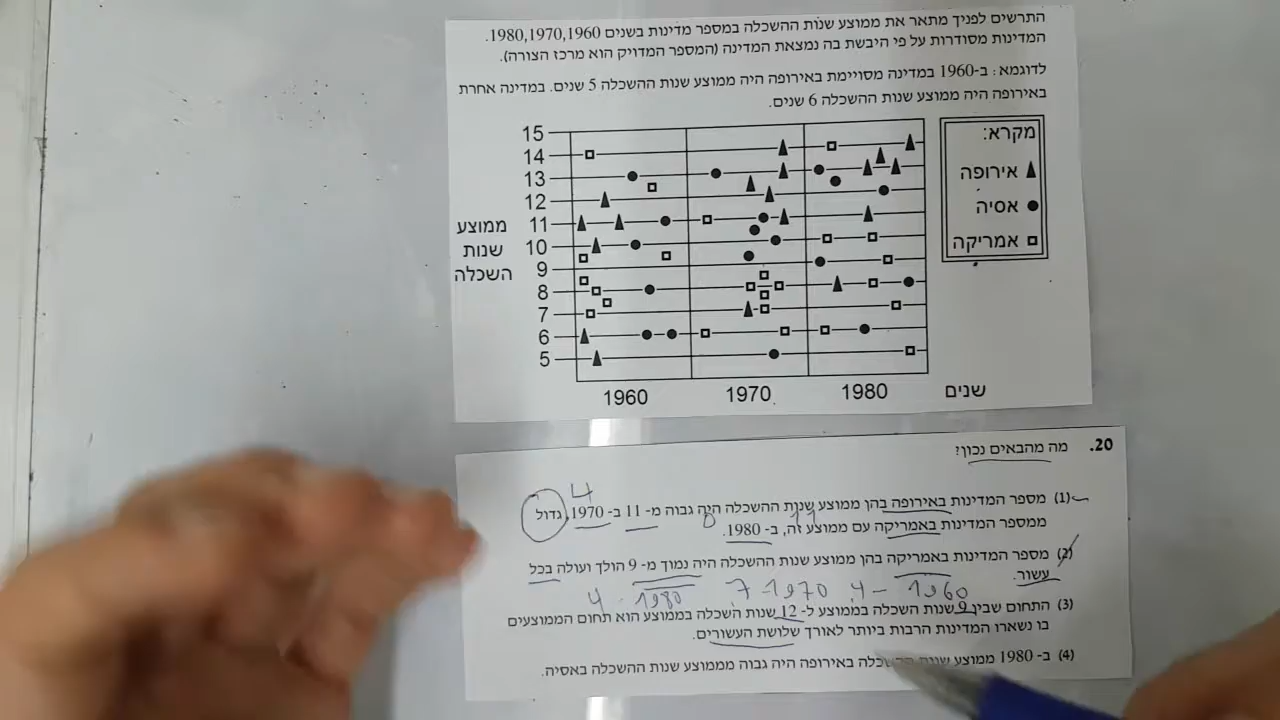 התרשים לפניך מתאר את ממוצע שנות ההשכלה במספר מדינות בשנים 1980,1970,1960.
המדינות מסודרות על פי היבשת בה נמצאת המדינה (המספר המדויק הוא מרכז הצורה).
לדוגמא: ב-1960 במדינה מסויימת באירופה היה ממוצע שנות ההשכלה 5 שנים. במדינה אחרת
באירופה היה ממוצע שנות ההשכלה 6 שנים.
מקרא:
אירופה
אסיה
אמריקה
15
14
13
12
11
10
9
8
7
6
5
ממוצע
שנות
השכלה
1960 1970 1980 שנים
20. מה מהבאים נכון?
4
(1) מספר המדינות באירופה בהן ממוצע שנות ההשכלה היה גבוה מ- 11 ב- 1970, גדול
ממספר המדינות באמריקה עם ממוצע זה, ב- 1980.
(2) מספר המדינות באמריקה בהן ממוצע שנות ההשכלה היה נמוך מ- 9 הולך ועולה בכל
עשור.
1960 - 4 1970 - 7 1980 - 4
(3) התחום שבין 9 שנות השכלה בממוצע ל- 12 שנות השכלה בממוצע הוא תחום הממוצעים
בו נשארו המדינות הרבות ביותר לאורך שלושת העשורים.
(4) ב- 1980 ממוצע שנות ההשכלה באירופה היה גבוה מממוצע שנות ההשכלה באסיה.